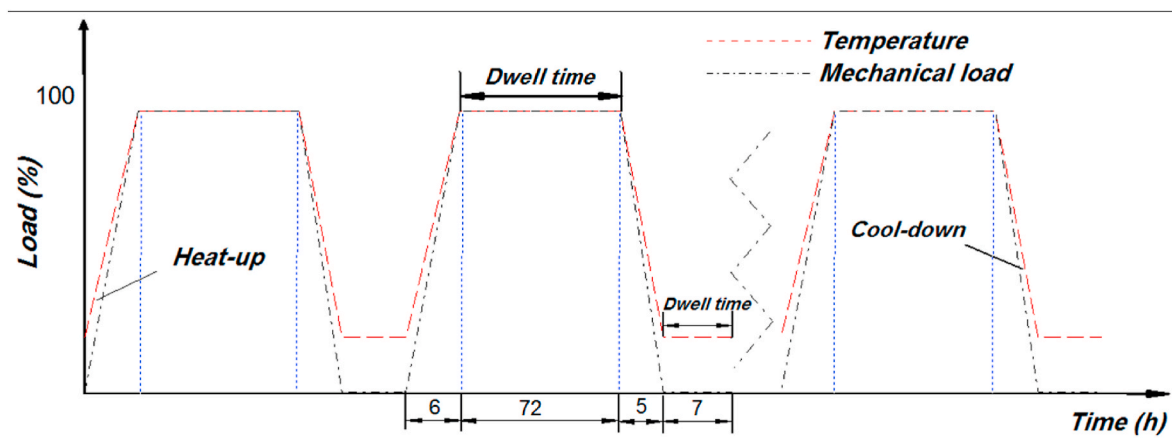 Temperature
Mechanical load
Dwell time
100
Load (%)
Heat-up
Cool-down
Dwell time
6
72
5
7
Time (h)